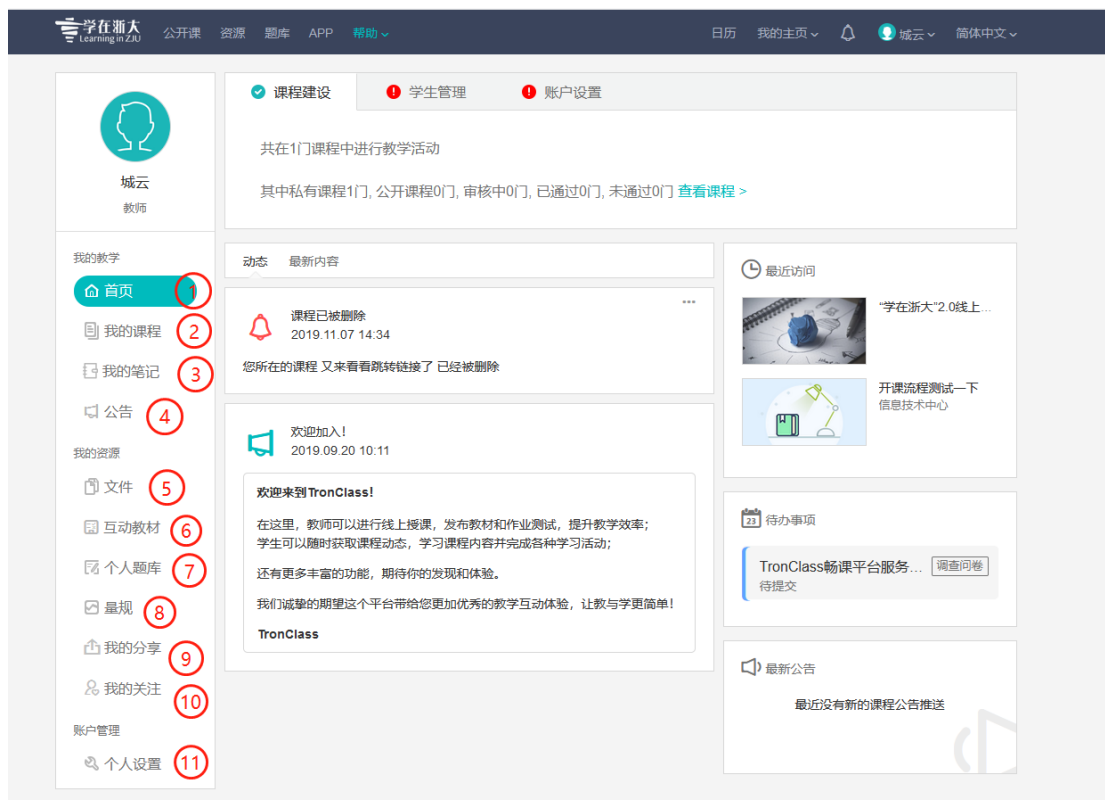 学在浙大
Learning in ZJU
公开课 资源 题库 APP 帮助
日历 我的主页 城云 简体中文
城云
教师
我的教学
首页 1
我的课程 2
我的笔记 3
公告 4
我的资源
文件 5
互动教材 6
个人题库 7
量规 8
我的分享 9
我的关注 10
账户管理
个人设置 11
课程建设 学生管理 账户设置
共在1门课程中进行教学活动
其中私有课程1门, 公开课程0门, 审核中0门, 已通过0门, 未通过0门 查看课程 >
动态 最新内容
课程已被删除
2019.11.07 14:34
您所在的课程 又来看看跳转链接了 已经被删除
欢迎加入！
2019.09.20 10:11
欢迎来到TronClass!
在这里，教师可以进行线上授课，发布教材和作业测试，提升教学效率；
学生可以随时获取课程动态，学习课程内容并完成各种学习活动；
还有更多丰富的功能，期待你的发现和体验。
我们诚挚的期望这个平台带给您更加优秀的教学互动体验，让教与学更简单！
TronClass
最近访问
“学在浙大”2.0线上...
开课流程测试一下
信息技术中心
23 待办事项
TronClass畅课平台服务... 调查问卷
待提交
最新公告
最近没有新的课程公告推送